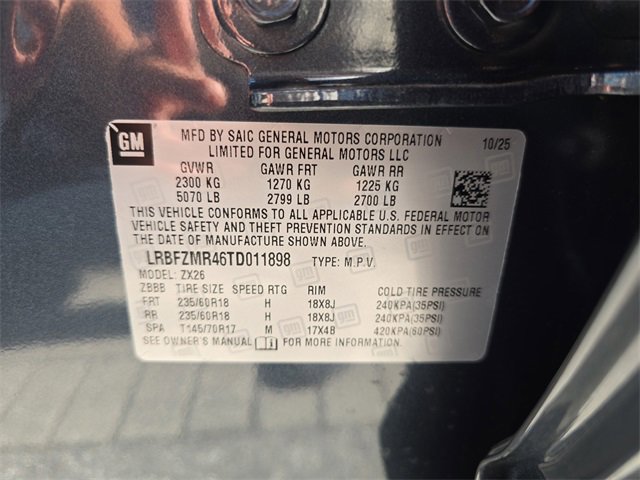 GM
MFD BY SAIC GENERAL MOTORS CORPORATION 10/25
LIMITED FOR GENERAL MOTORS LLC
GVWR GAWR FRT GAWR RR
2300 KG 1270 KG 1225 KG
5070 LB 2799 LB 2700 LB
THIS VEHICLE CONFORMS TO ALL APPLICABLE U.S. FEDERAL MOTOR
VEHICLE SAFETY AND THEFT PREVENTION STANDARDS IN EFFECT ON
THE DATE OF MANUFACTURE SHOWN ABOVE.
LRBFZMR46TD011898 TYPE: M.P.V.
MODEL: ZX26
ZBBB TIRE SIZE SPEED RTG RIM COLD TIRE PRESSURE
FRT 235/60R18 H 18X8J 240KPA(35PSI)
RR 235/60R18 H 18X8J 240KPA(35PSI)
SPA T145/70R17 M 17X4B 420KPA(60PSI)
SEE OWNER'S MANUAL FOR MORE INFORMATION.